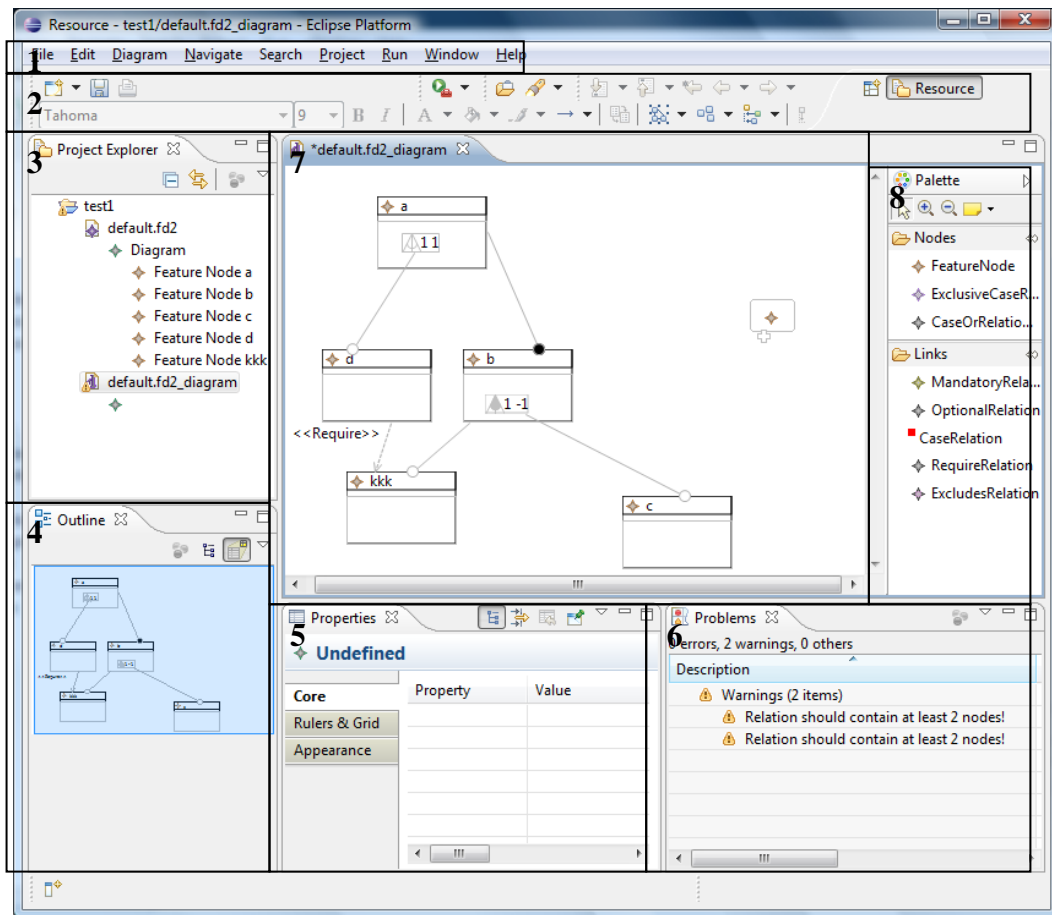 Resource - test1/default.fd2_diagram - Eclipse Platform
1
File Edit Diagram Navigate Search Project Run Window Help
2
Resource
Tahoma 9 B I A
3
Project Explorer
test1
default.fd2
Diagram
Feature Node a
Feature Node b
Feature Node c
Feature Node d
Feature Node kkk
default.fd2_diagram
4
Outline
7
*default.fd2_diagram
a
1 1
d
b
1 -1
<<Require>>
kkk
c
8
Palette
Nodes
FeatureNode
ExclusiveCaseR...
CaseOrRelatio...
Links
MandatoryRela...
OptionalRelation
CaseRelation
RequireRelation
ExcludesRelation
5
Properties
Undefined
Core
Rulers & Grid
Appearance
Property Value
6
Problems
0 errors, 2 warnings, 0 others
Description
Warnings (2 items)
Relation should contain at least 2 nodes!
Relation should contain at least 2 nodes!